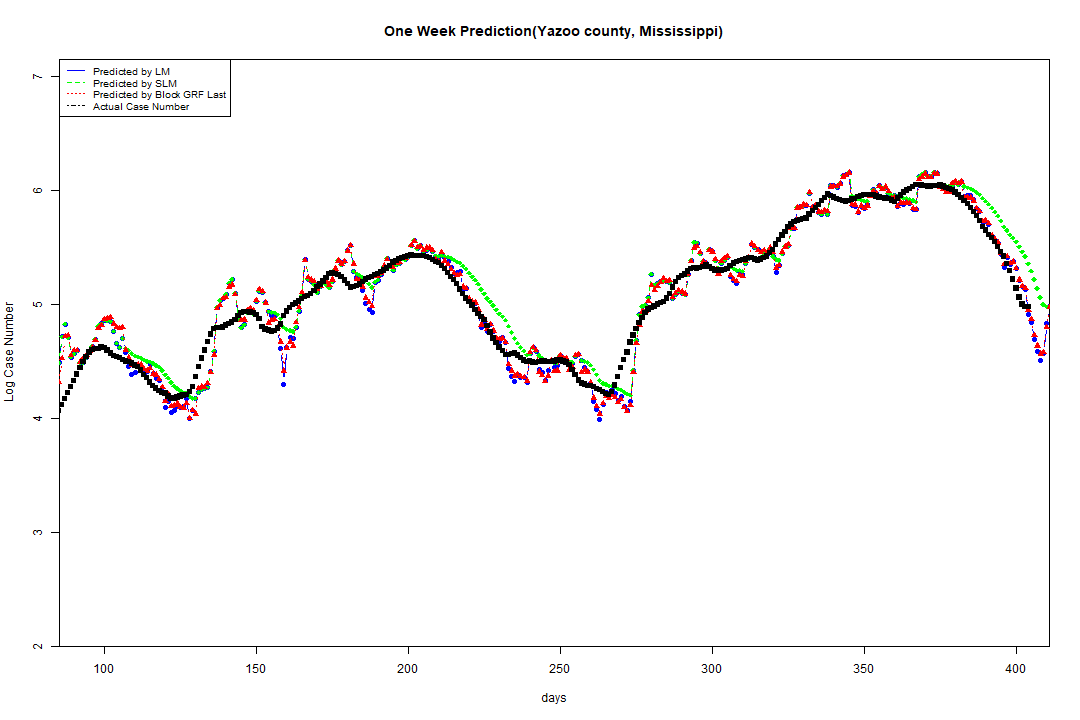 One Week Prediction(Yazoo county, Mississippi)
Predicted by LM
Predicted by SLM
Predicted by Block GRF Last
Actual Case Number
7
6
5
4
3
2
Log Case Number
100 150 200 250 300 350 400
days